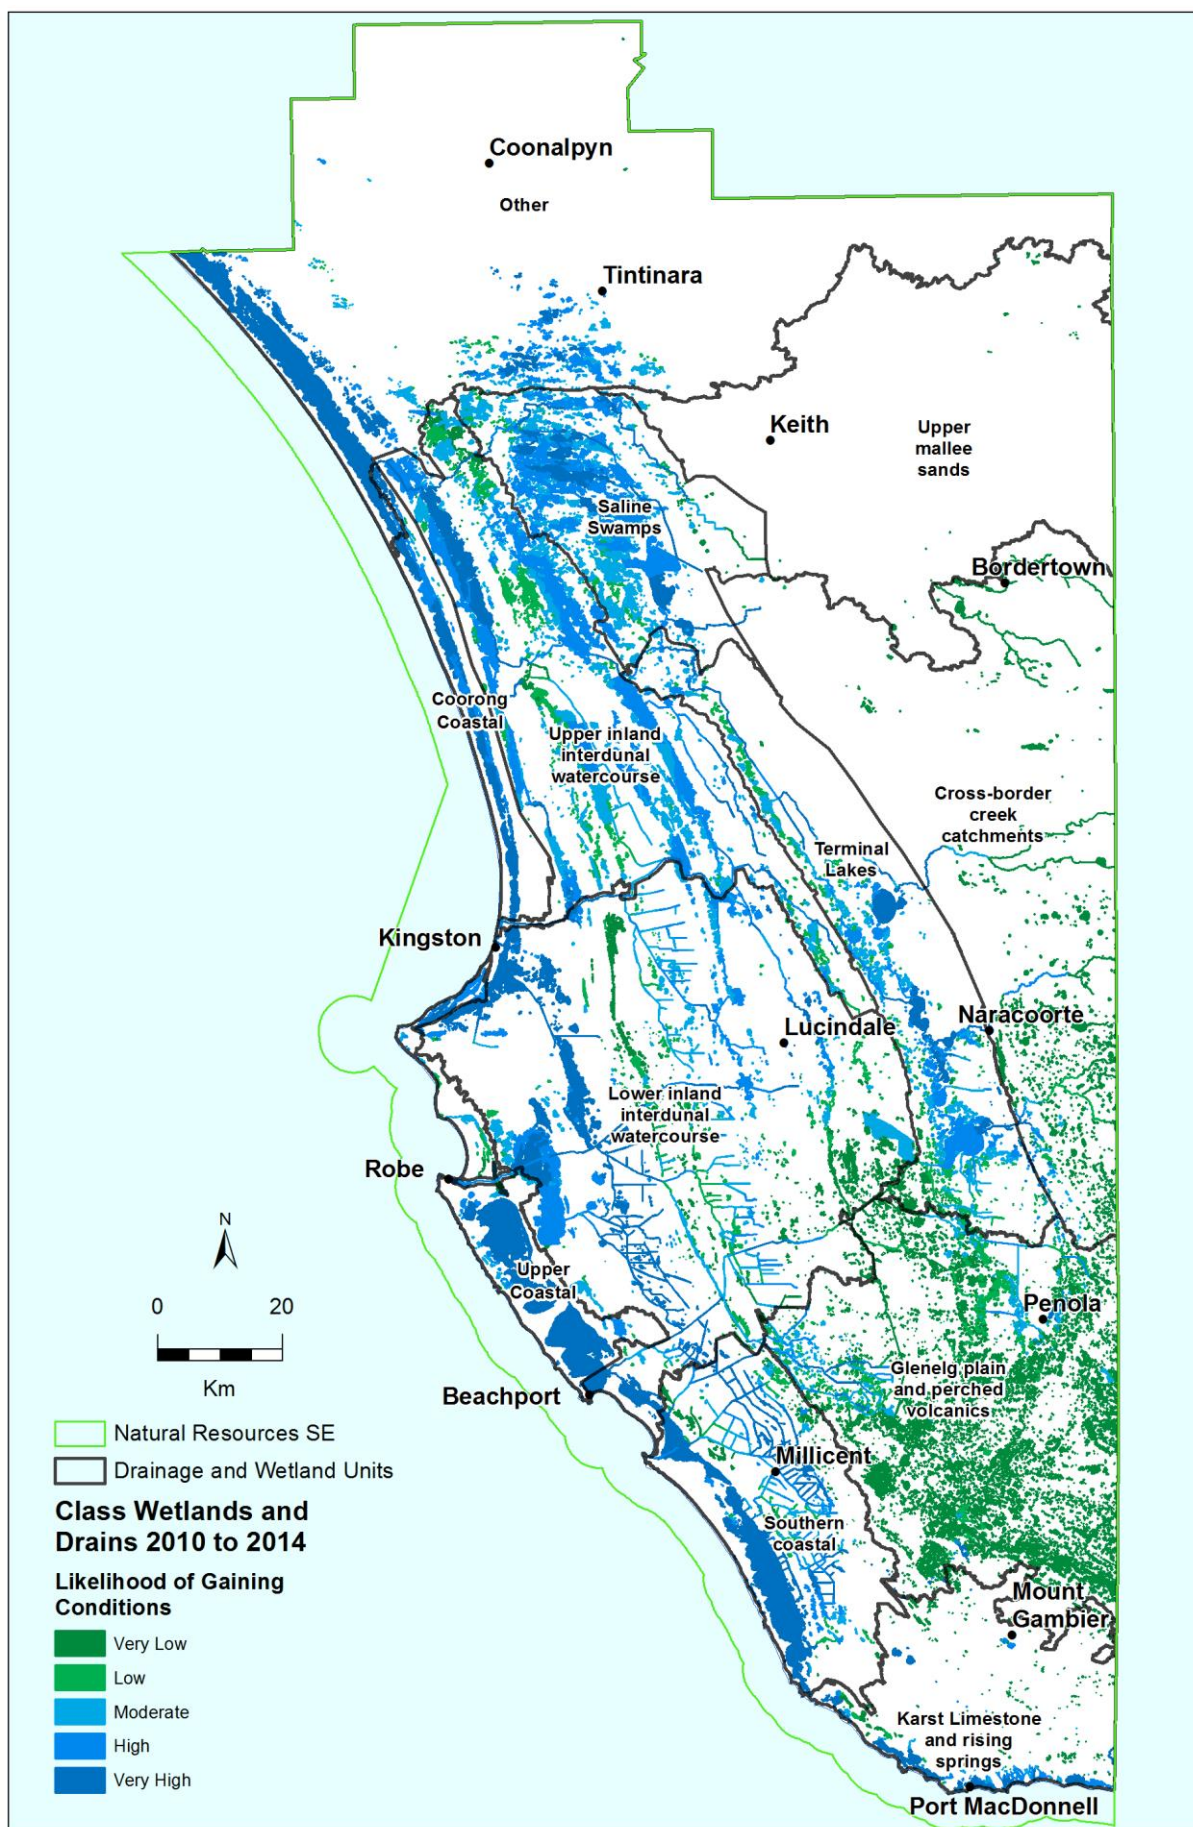 Coonalpyn
Other
Tintinara
Keith
Upper
mallee
sands
Saline
Swamps
Bordertown
Coorong
Coastal
Upper inland
interdunal
watercourse
Cross-border
creek
catchments
Terminal
Lakes
Kingston
Naracoorte
Lucindale
Lower inland
interdunal
watercourse
Robe
N
Upper
Coastal
0 20
Km
Penola
Glenelg plain
and perched
volcanics
Beachport
Millicent
Southern
coastal
Mount
Gambier
Karst Limestone
and rising
springs
Port MacDonnell
Natural Resources SE
Drainage and Wetland Units
Class Wetlands and
Drains 2010 to 2014
Likelihood of Gaining
Conditions
Very Low
Low
Moderate
High
Very High